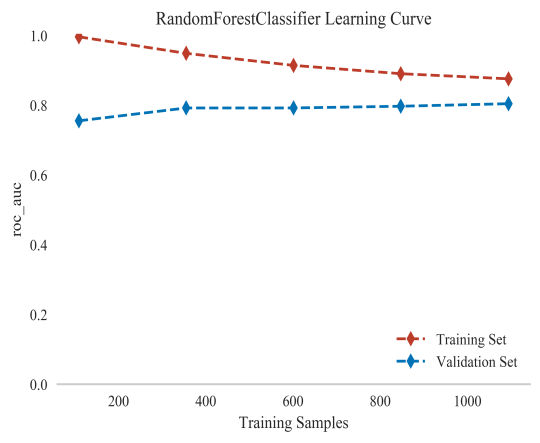 RandomForestClassifier Learning Curve
1.0
0.8
0.6
0.4
0.2
0.0
roc_auc
200
400
600
800
1000
Training Samples
Training Set
Validation Set